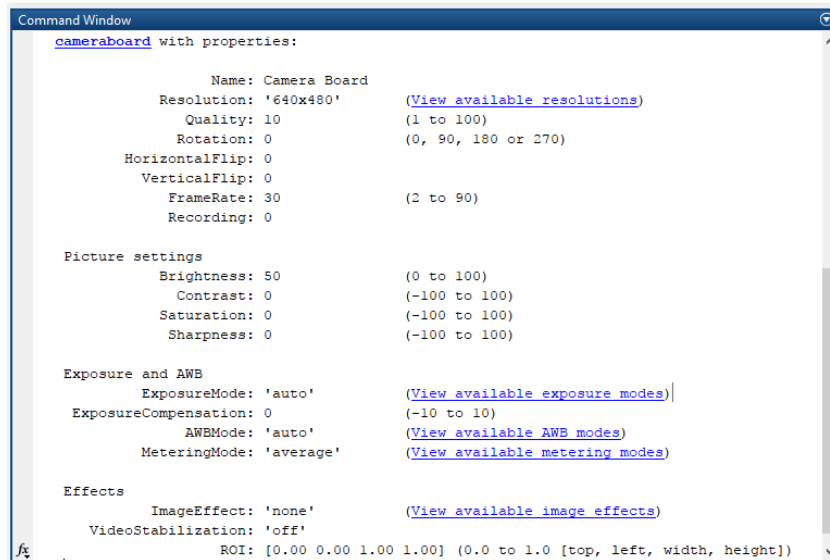 Command Window
cameraboard with properties:
Name: Camera Board
Resolution: '640x480' (View available resolutions)
Quality: 10 (1 to 100)
Rotation: 0 (0, 90, 180 or 270)
HorizontalFlip: 0
VerticalFlip: 0
FrameRate: 30 (2 to 90)
Recording: 0
Picture settings
Brightness: 50 (0 to 100)
Contrast: 0 (-100 to 100)
Saturation: 0 (-100 to 100)
Sharpness: 0 (-100 to 100)
Exposure and AWB
ExposureMode: 'auto' (View available exposure modes)
ExposureCompensation: 0 (-10 to 10)
AWBMode: 'auto' (View available AWB modes)
MeteringMode: 'average' (View available metering modes)
Effects
ImageEffect: 'none' (View available image effects)
VideoStabilization: 'off'
fx ROI: [0.00 0.00 1.00 1.00] (0.0 to 1.0 [top, left, width, height])